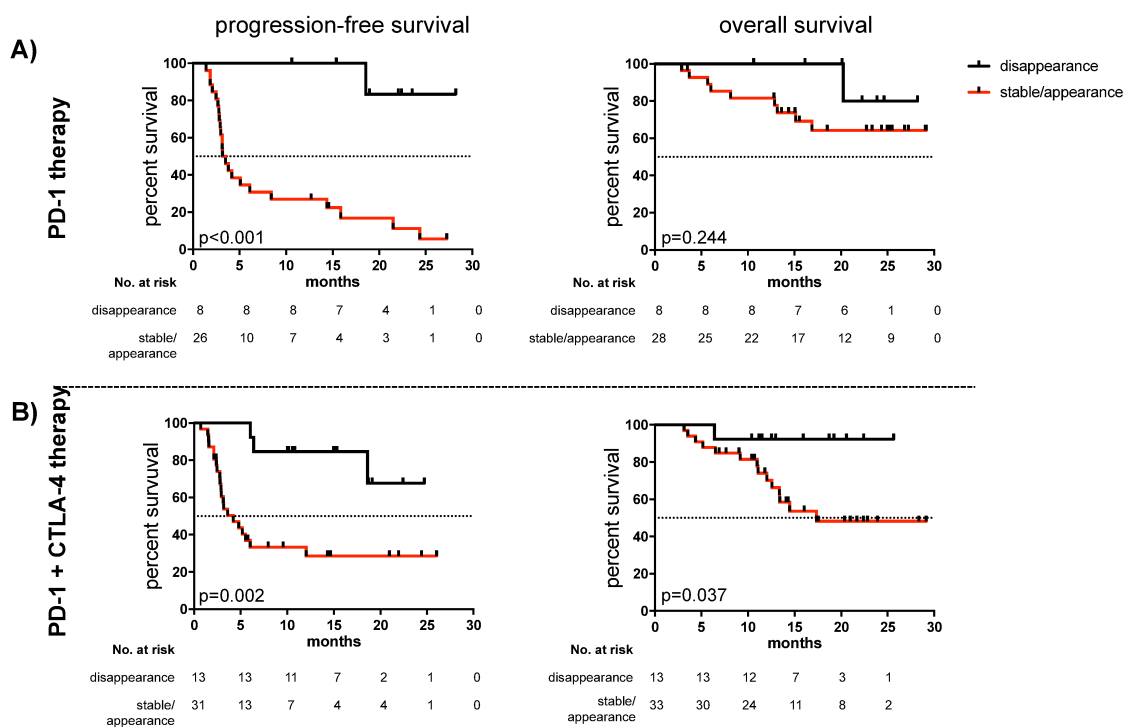 progression-free survival
overall survival
A)
PD-1 therapy
percent survival
100
80
60
40
20
0
p<0.001
0 5 10 15 20 25 30
months
percent survival
100
80
60
40
20
0
p=0.244
0 5 10 15 20 25 30
months
disappearance
stable/appearance
No. at risk
disappearance 8 8 8 7 4 1 0
stable/ 26 10 7 4 3 1 0
appearance
No. at risk
disappearance 8 8 8 7 6 1 0
stable/appearance 28 25 22 17 12 9 0
B)
PD-1 + CTLA-4 therapy
percent survuval
100
80
60
40
20
0
p=0.002
0 5 10 15 20 25 30
months
percent survival
100
80
60
40
20
0
p=0.037
0 5 10 15 20 25 30
months
No. at risk
disappearance 13 13 11 7 2 1 0
stable/ 31 13 7 4 4 1 0
appearance
No. at risk
disappearance 13 13 12 7 3 1
stable/ 33 30 24 11 8 2
appearance